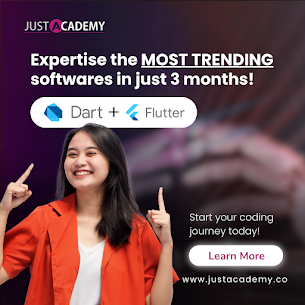 JUST ACADEMY
Expertise the MOST TRENDING
softwares in just 3 months!
Dart + Flutter
Start your coding
journey today!
Learn More
www.justacademy.co